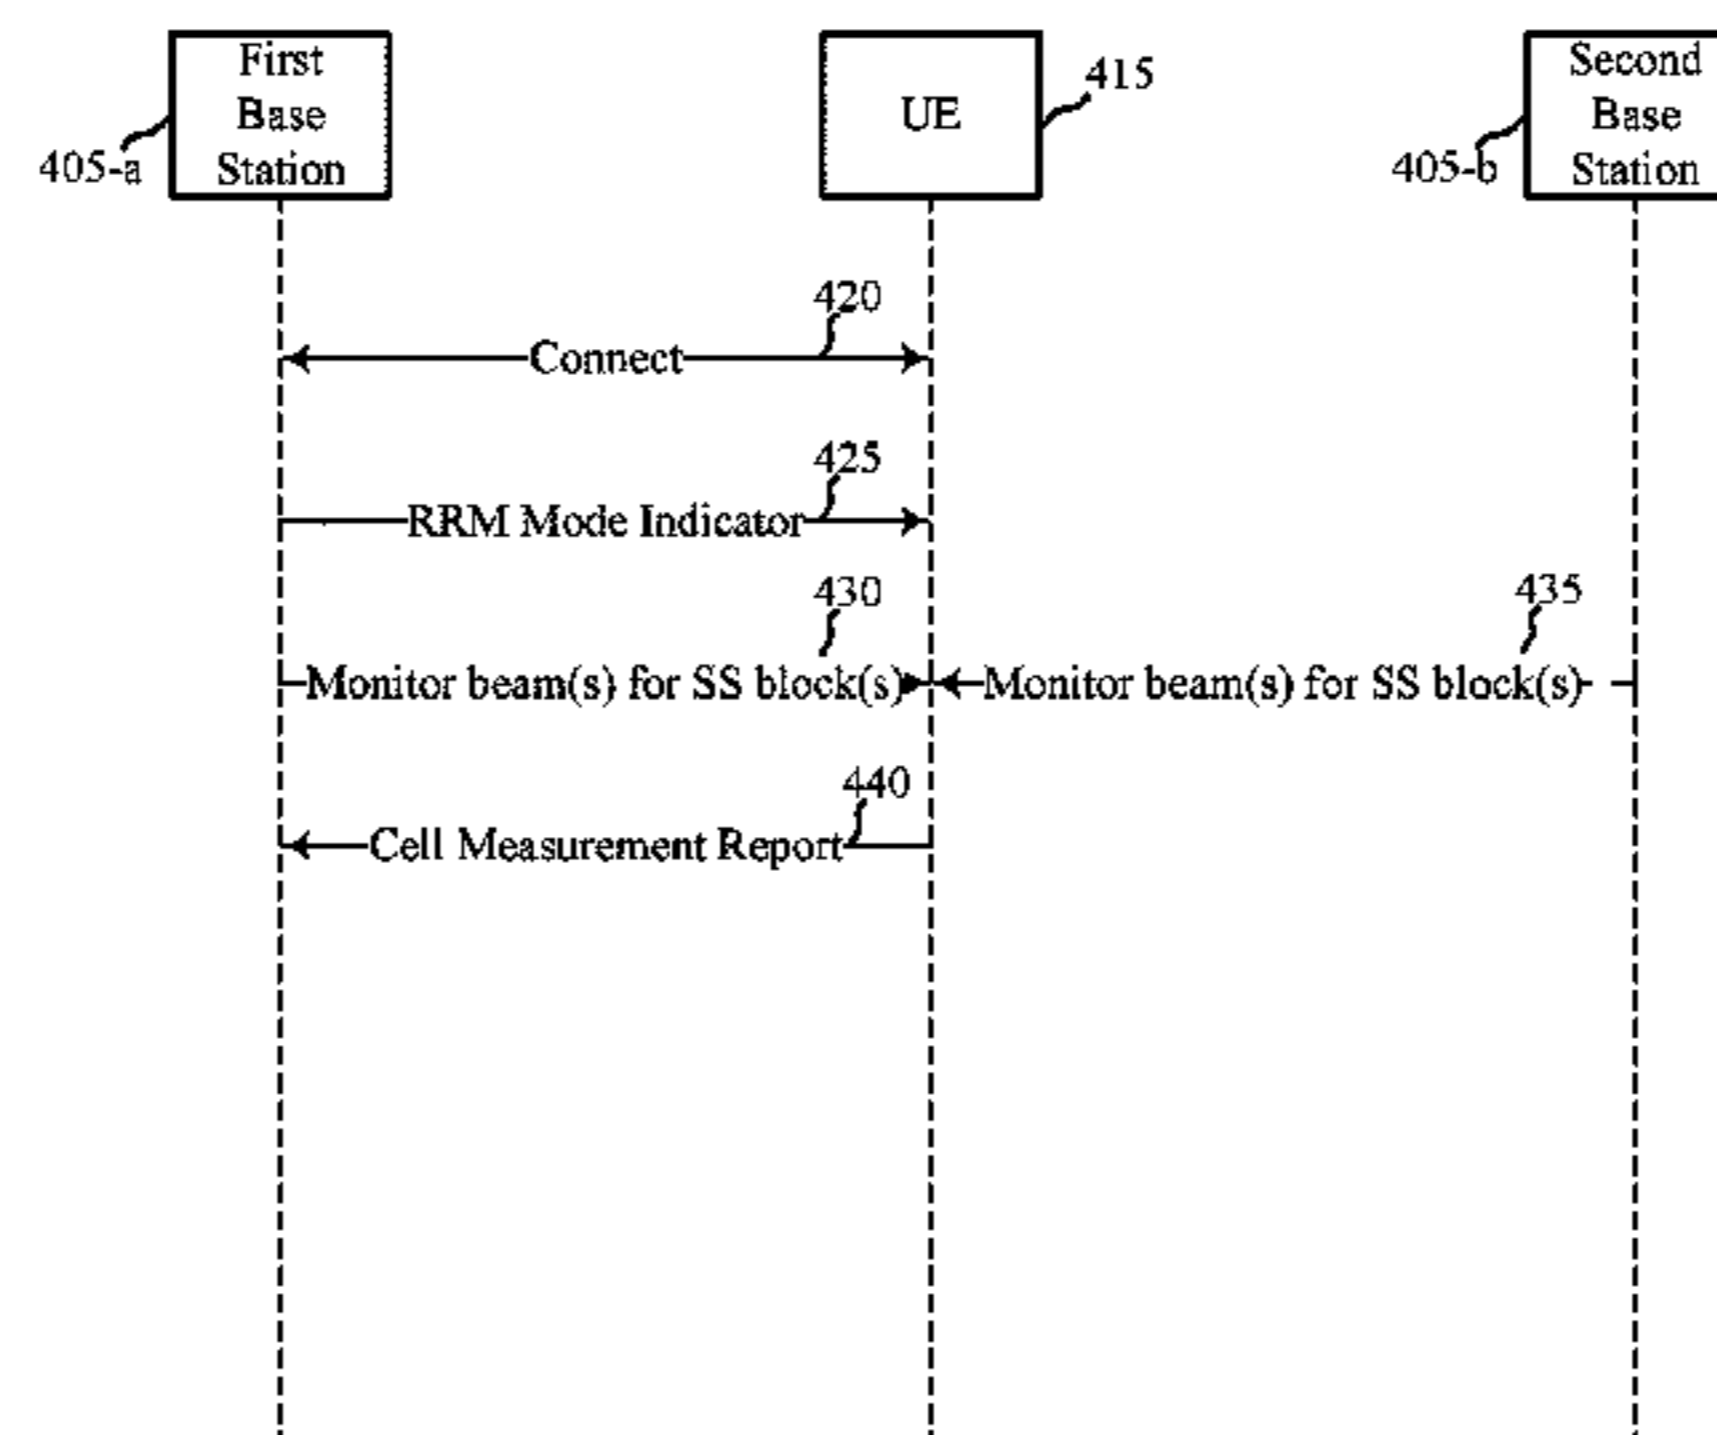 First
Base
Station
405-a
UE
415
Second
Base
Station
405-b
420
Connect
425
RRM Mode Indicator
430
Monitor beam(s) for SS block(s)
435
Monitor beam(s) for SS block(s)
440
Cell Measurement Report